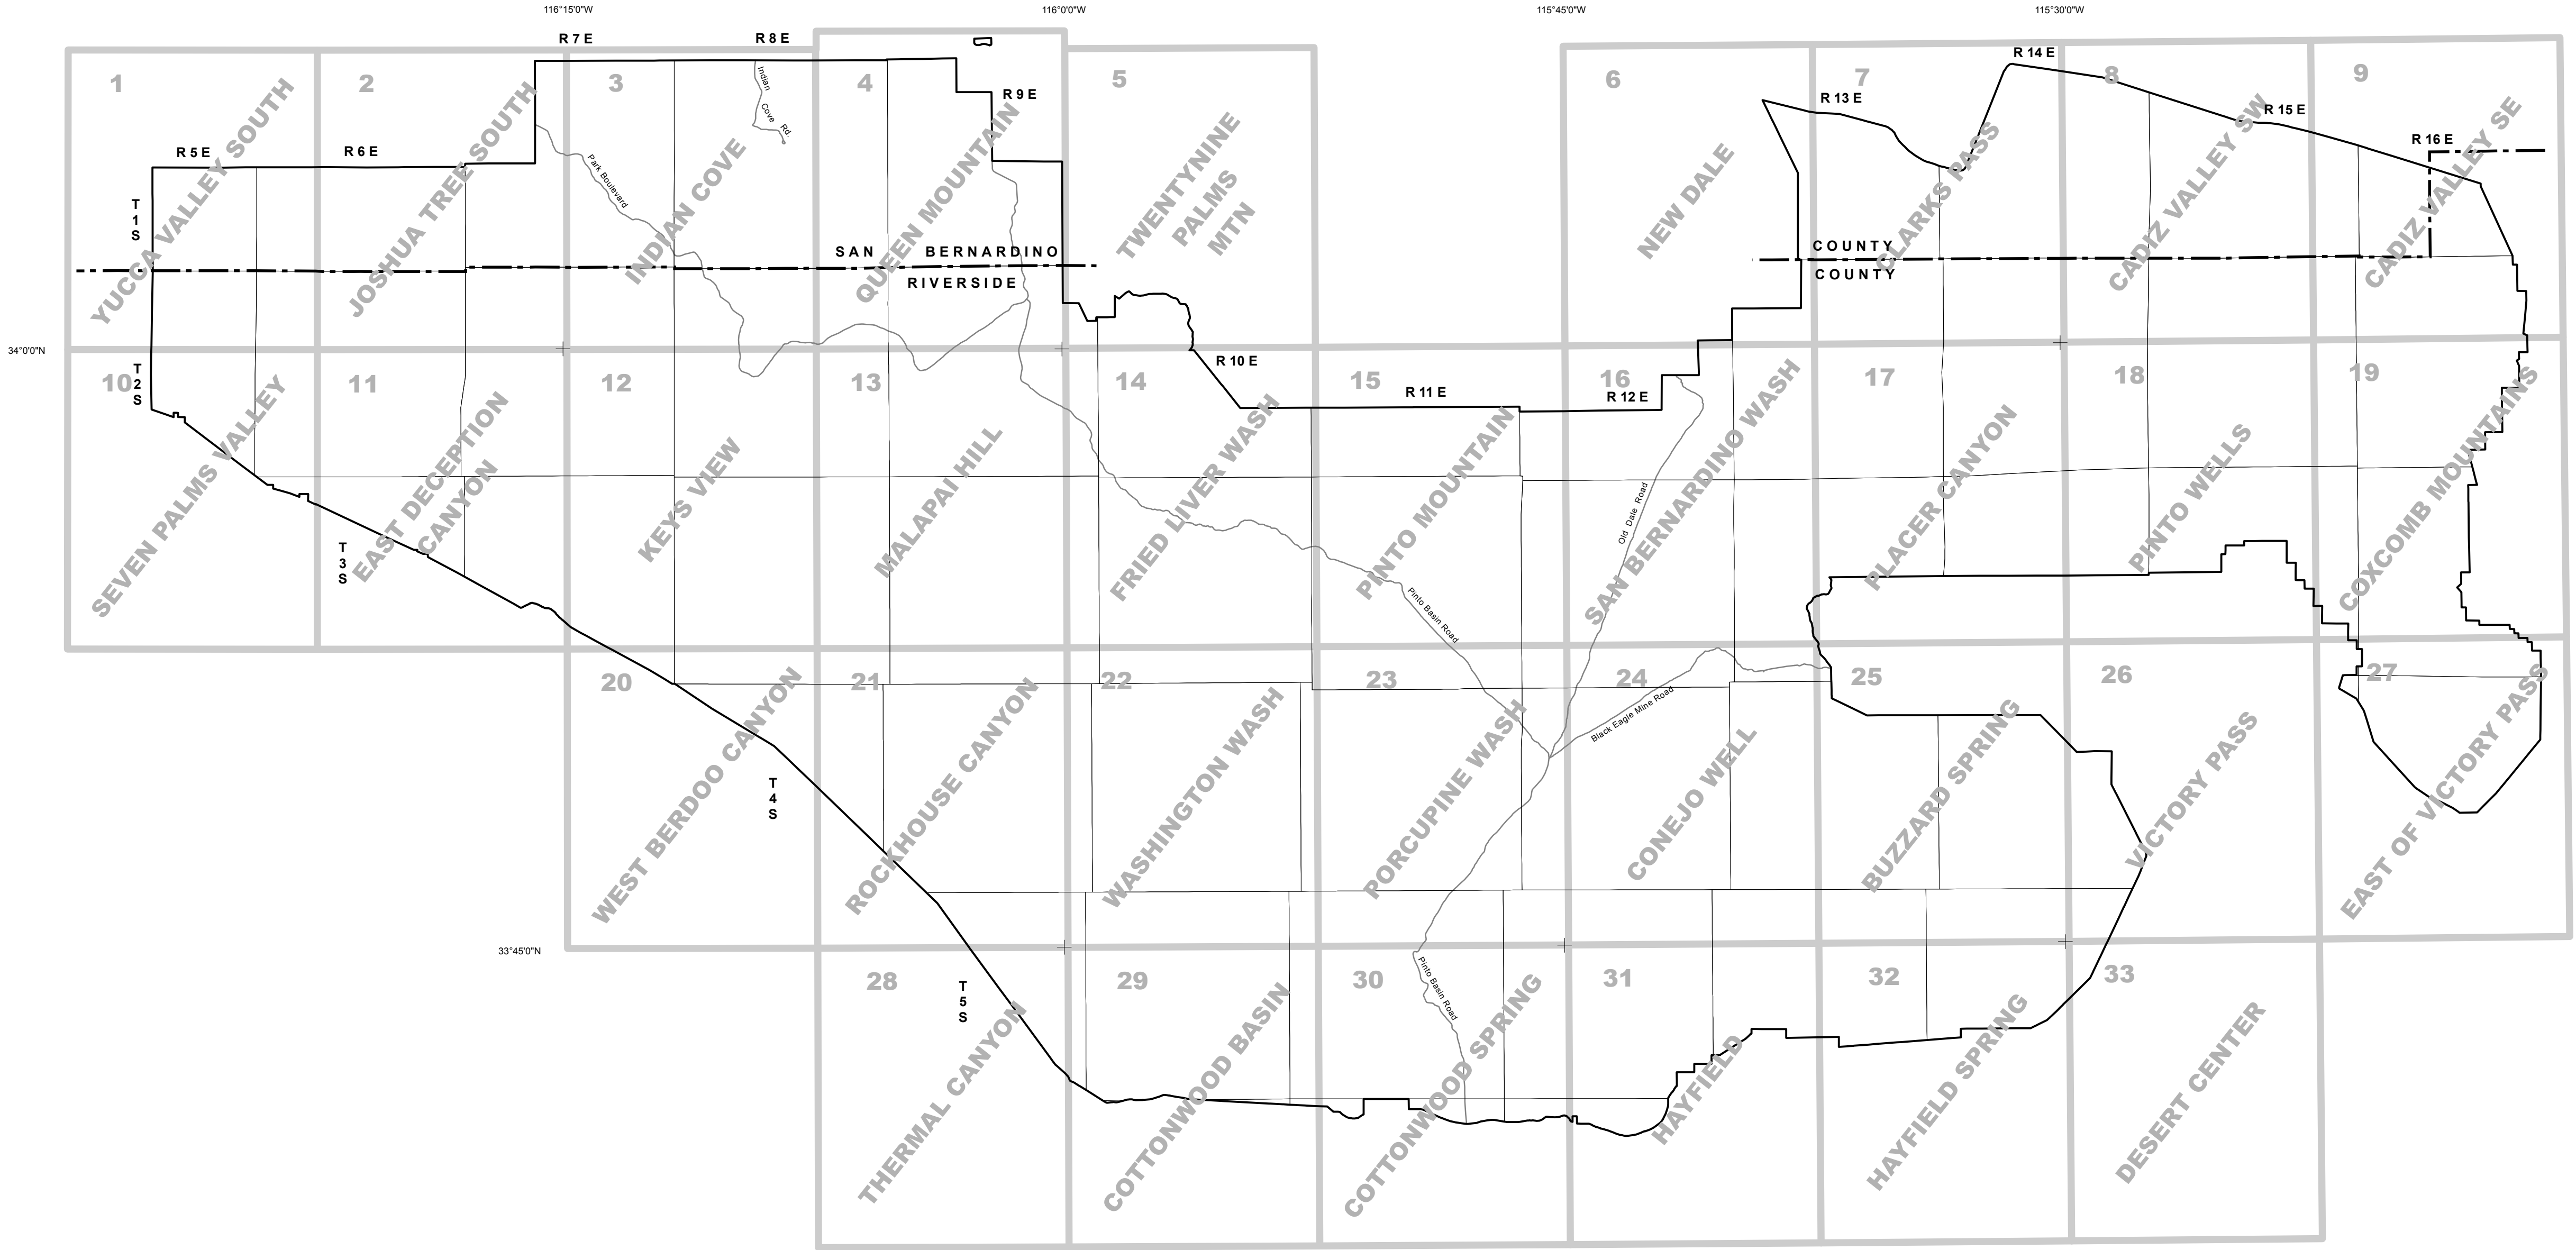 116°15'0"W
116°0'0"W
115°45'0"W
115°30'0"W
R 7 E
R 8 E
R 14 E
1
2
3
4
5
6
7
8
9
Indian Cove Rd.
R 9 E
R 13 E
R 15 E
R 16 E
R 5 E
R 6 E
Park Boulevard
T
1
S
YUCCA VALLEY SOUTH
JOSHUA TREE SOUTH
INDIAN COVE
QUEEN MOUNTAIN
TWENTYNINE
PALMS
MTN
NEW DALE
CLARKS PASS
CADIZ VALLEY SW
CADIZ VALLEY SE
SAN BERNARDINO
COUNTY
RIVERSIDE
COUNTY
34°0'0"N
R 10 E
R 11 E
R 12 E
10
T
2
S
11
12
13
14
15
16
17
18
19
SEVEN PALMS VALLEY
EAST DECEPTION
CANYON
KEYS VIEW
MALAPAI HILL
FRIED LIVER WASH
PINTO MOUNTAIN
SAN BERNARDINO WASH
PLACER CANYON
PINTO WELLS
COXCOMB MOUNTAINS
Old Dale Road
T
3
S
Pinto Basin Road
20
21
22
23
24
25
26
27
Black Eagle Mine Road
WEST BERDOO CANYON
ROCKHOUSE CANYON
WASHINGTON WASH
PORCUPINE WASH
CONEJO WELL
BUZZARD SPRING
VICTORY PASS
EAST OF VICTORY PASS
T
4
S
33°45'0"N
28
29
30
31
32
33
T
5
S
Pinto Basin Road
THERMAL CANYON
COTTONWOOD BASIN
COTTONWOOD SPRING
HAYFIELD
HAYFIELD SPRING
DESERT CENTER